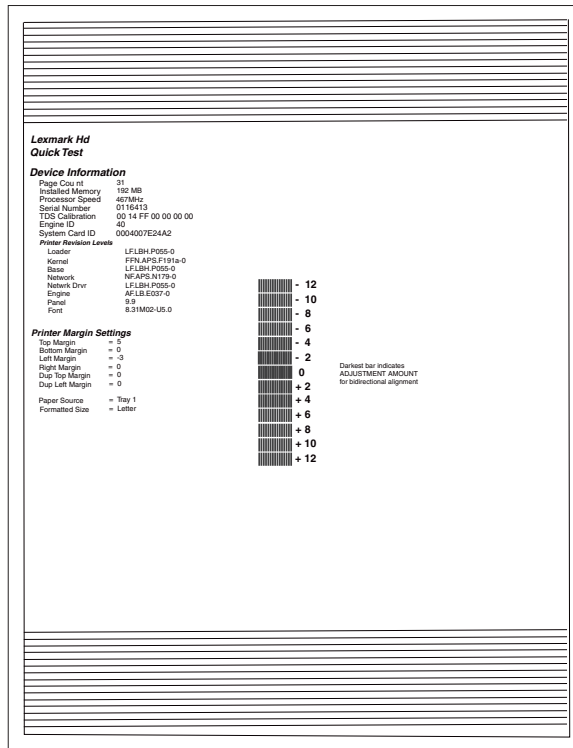 Lexmark Hd
Quick Test
Device Information
Page Cou nt 31
Installed Memory 192 MB
Processor Speed 467MHz
Serial Number 0116413
TDS Calibration 00 14 FF 00 00 00 00
Engine ID 40
System Card ID 0004007E24A2
Printer Revision Levels
Loader LF.LBH.P055-0
Kernel FFN.APS.F191a-0
Base LF.LBH.P055-0
Network NF.APS.N179-0
Netwrk Drvr LF.LBH.P055-0
Engine AF.LB.E037-0
Panel 9.9
Font 8.31M02-U5.0
Printer Margin Settings
Top Margin = 5
Bottom Margin = 0
Left Margin = -3
Right Margin = 0
Dup Top Margin = 0
Dup Left Margin = 0
Paper Source = Tray 1
Formatted Size = Letter
- 12
- 10
- 8
- 6
- 4
- 2
0
+ 2
+ 4
+ 6
+ 8
+ 10
+ 12
Darkest bar indicates
ADJUSTMENT AMOUNT
for bidirectional alignment